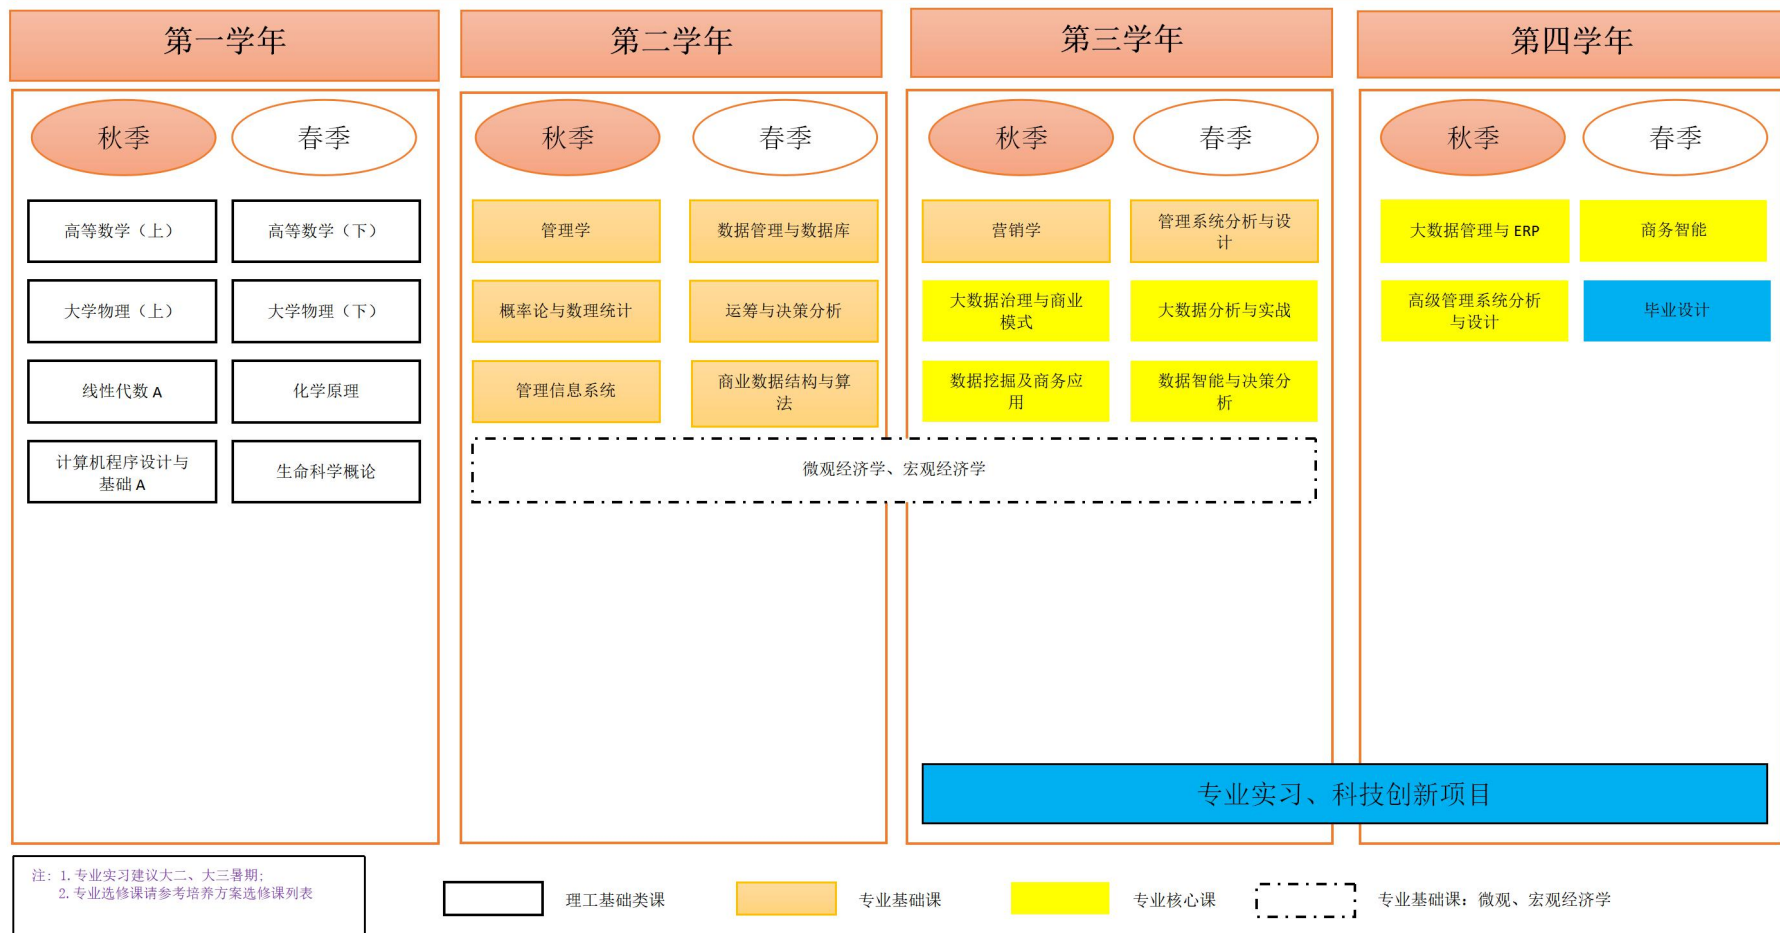 第一学年
第二学年
第三学年
第四学年
秋季
春季
秋季
春季
秋季
春季
秋季
春季
高等数学（上）
高等数学（下）
大学物理（上）
大学物理（下）
线性代数 A
化学原理
计算机程序设计与
基础 A
生命科学概论
管理学
数据管理与数据库
概率论与数理统计
运筹与决策分析
管理信息系统
商业数据结构与算
法
营销学
管理系统分析与设
计
大数据治理与商业
模式
大数据分析与实战
数据挖掘及商务应
用
数据智能与决策分
析
微观经济学、宏观经济学
大数据管理与 ERP
商务智能
高级管理系统分析
与设计
毕业设计
专业实习、科技创新项目
注: 1.专业实习建议大二、大三暑期;
2.专业选修课请参考培养方案选修课列表
理工基础类课
专业基础课
专业核心课
专业基础课：微观、宏观经济学